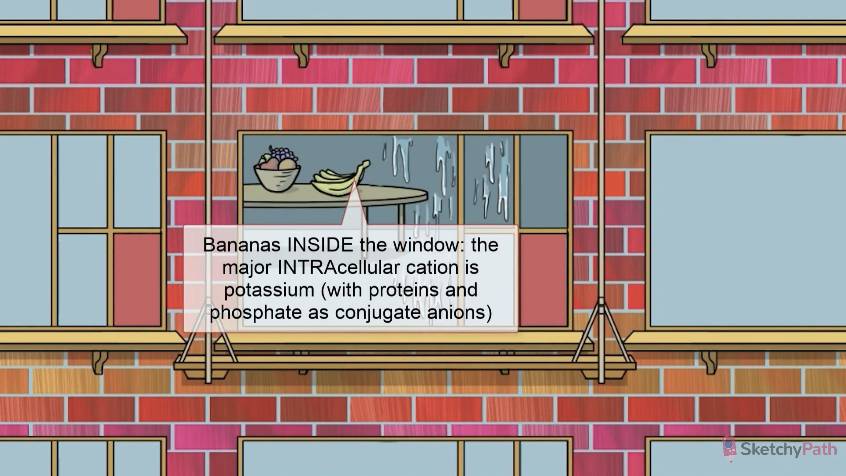 Bananas INSIDE the window: the
major INTRAcellular cation is
potassium (with proteins and
phosphate as conjugate anions)
SketchyPath